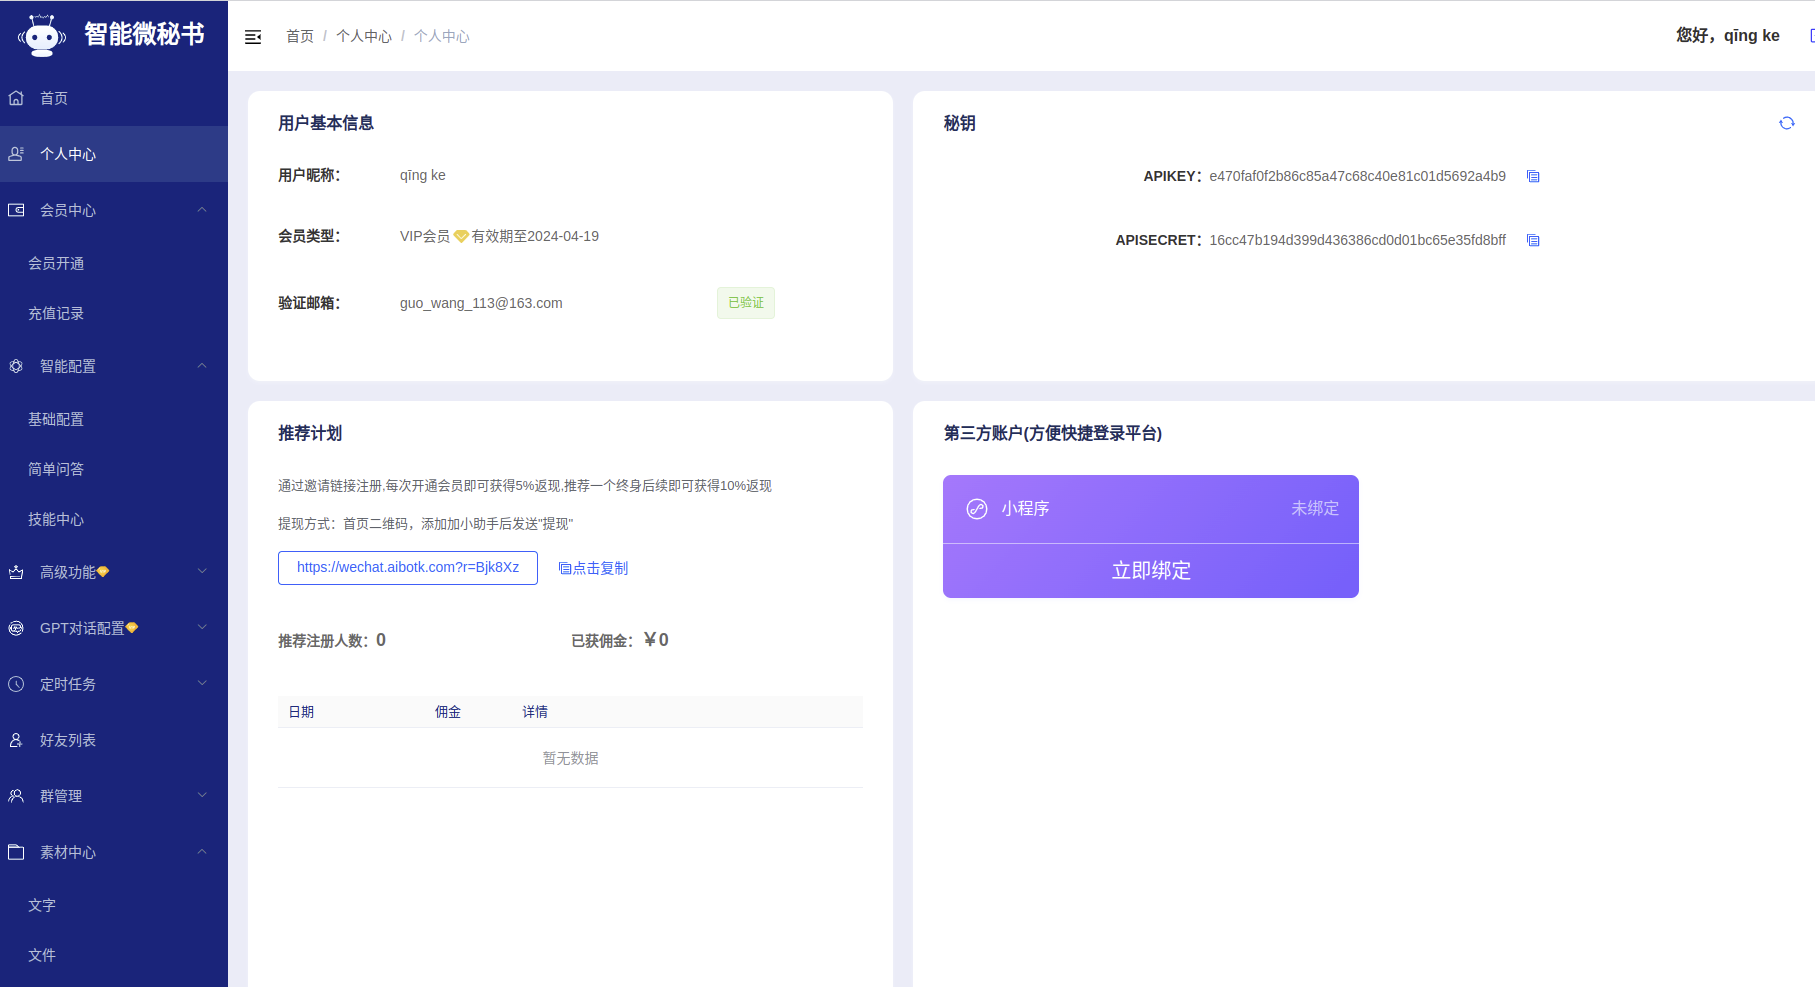 智能微秘书
首页 / 个人中心 / 个人中心
您好，qīng ke
首页
个人中心
会员中心
会员开通
充值记录
智能配置
基础配置
简单问答
技能中心
高级功能
GPT对话配置
定时任务
好友列表
群管理
素材中心
文字
文件
用户基本信息
用户昵称： qīng ke
会员类型： VIP会员 有效期至2024-04-19
验证邮箱： guo_wang_113@163.com 已验证
秘钥
APIKEY： e470faf0f2b86c85a47c68c40e81c01d5692a4b9
APISECRET： 16cc47b194d399d436386cd0d01bc65e35fd8bff
推荐计划
通过邀请链接注册,每次开通会员即可获得5%返现,推荐一个终身后续即可获得10%返现
提现方式：首页二维码，添加加小助手后发送"提现"
https://wechat.aibotk.com?r=Bjk8Xz 点击复制
推荐注册人数：0 已获佣金：￥0
日期 佣金 详情
暂无数据
第三方账户(方便快捷登录平台)
小程序 未绑定
立即绑定